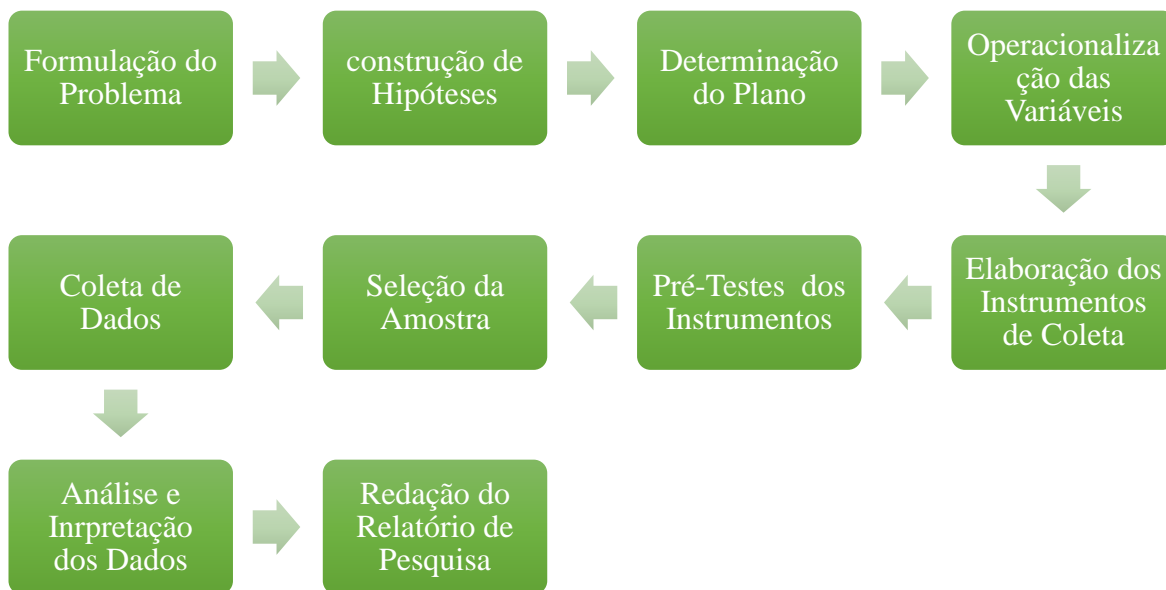 Formulação do
Problema
construção de
Hipóteses
Determinação
do Plano
Operacionaliza
ção das
Variáveis
Elaboração dos
Instrumentos
de Coleta
Pré-Testes dos
Instrumentos
Seleção da
Amostra
Coleta de
Dados
Análise e
Inrpretação
dos Dados
Redação do
Relatório de
Pesquisa